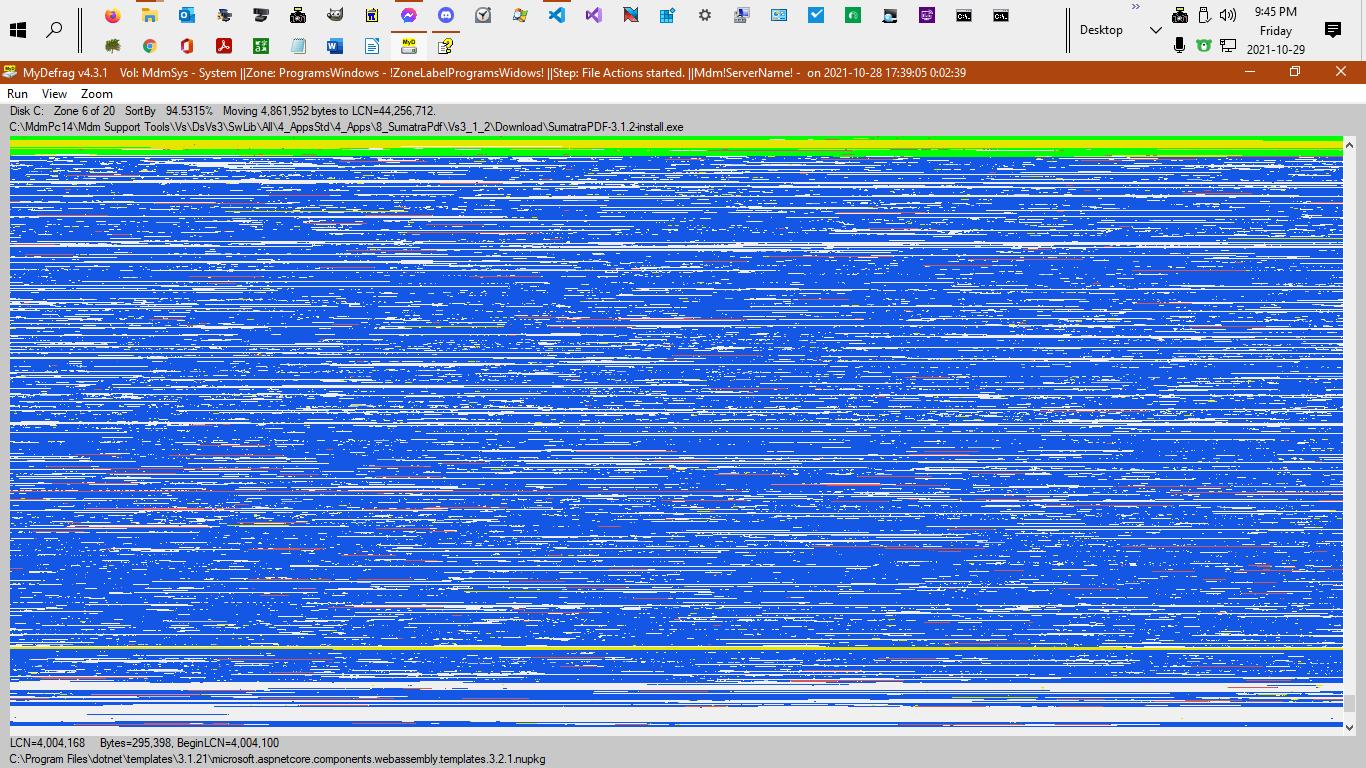 9:45 PM
Friday
2021-10-29
Desktop
MyD
MyDefrag v4.3.1 Vol: MdmSys - System ||Zone: ProgramsWindows - !ZoneLabelProgramsWidows! ||Step: File Actions started. ||Mdm!ServerName! - on 2021-10-28 17:39:05 0:02:39
Run View Zoom
Disk C: Zone 6 of 20 SortBy 94.5315% Moving 4,861,952 bytes to LCN=44,256,712.
C:\MdmPc14\Mdm Support Tools\Vs\DsVs3\SwLib\All\4_AppsStd\4_Apps\8_SumatraPdf\Vs3_1_2\Download\SumatraPDF-3.1.2-install.exe
LCN=4,004,168 Bytes=295,398, BeginLCN=4,004,100
C:\Program Files\dotnet\templates\3.1.21\microsoft.aspnetcore.components.webassembly.templates.3.2.1.nupkg